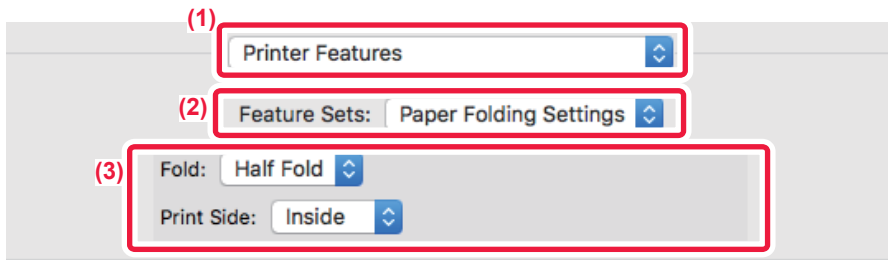 (1)
Printer Features
(2) Feature Sets: Paper Folding Settings
(3) Fold: Half Fold
Print Side: Inside